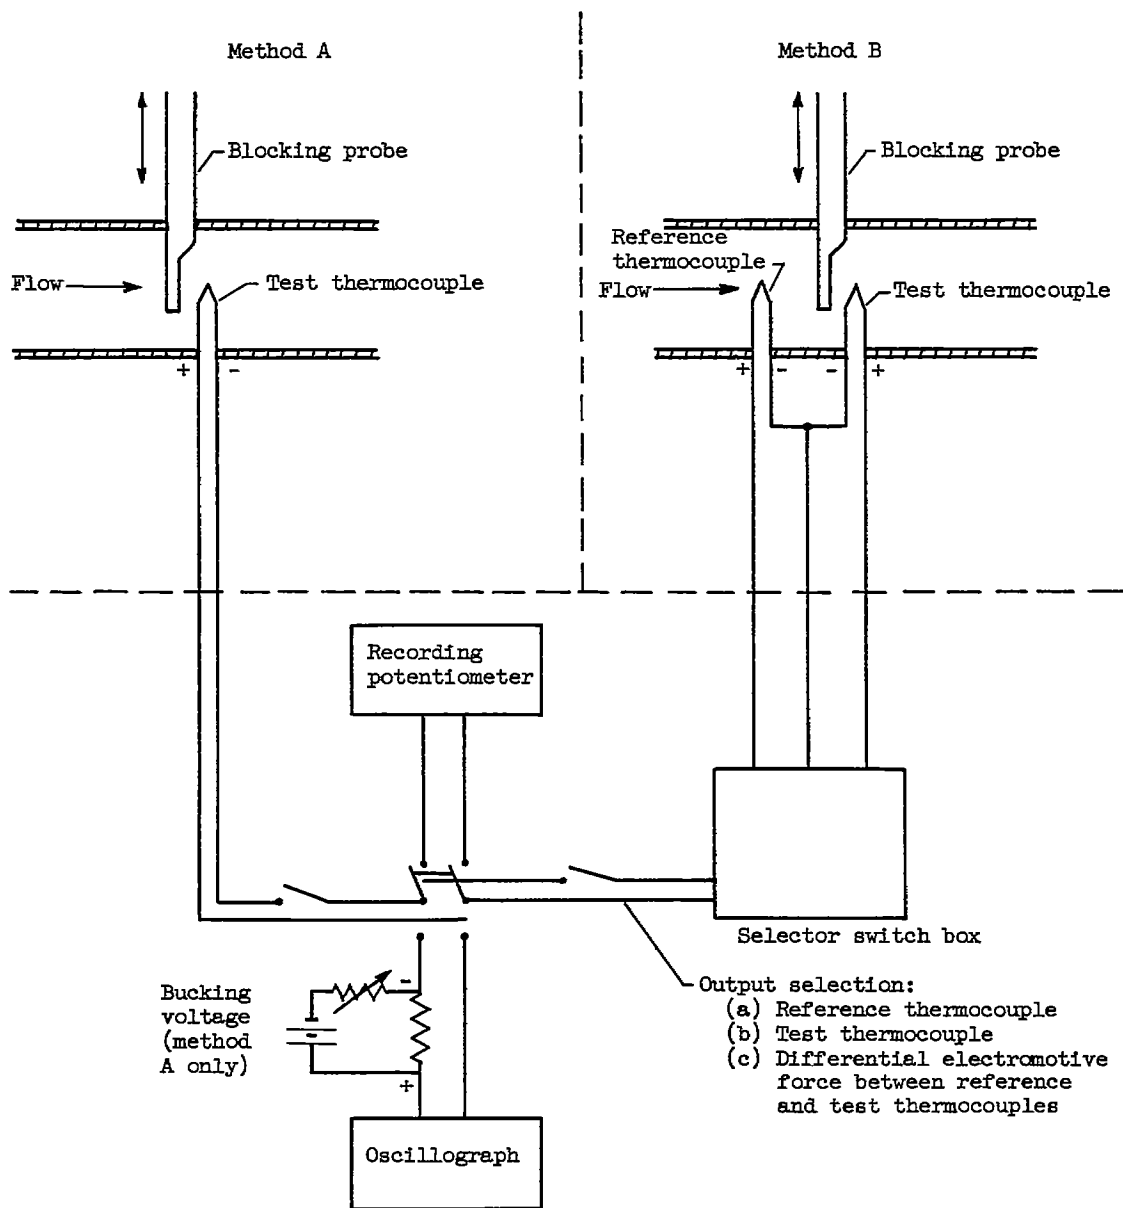 Method A
Method B
Blocking probe
Blocking probe
Reference
thermocouple
Flow
Test thermocouple
Flow
Test thermocouple
+ -
+ - - +
Recording
potentiometer
Selector switch box
Bucking
voltage
(method
A only)
-
+
Output selection:
(a) Reference thermocouple
(b) Test thermocouple
(c) Differential electromotive
force between reference
and test thermocouples
Oscillograph